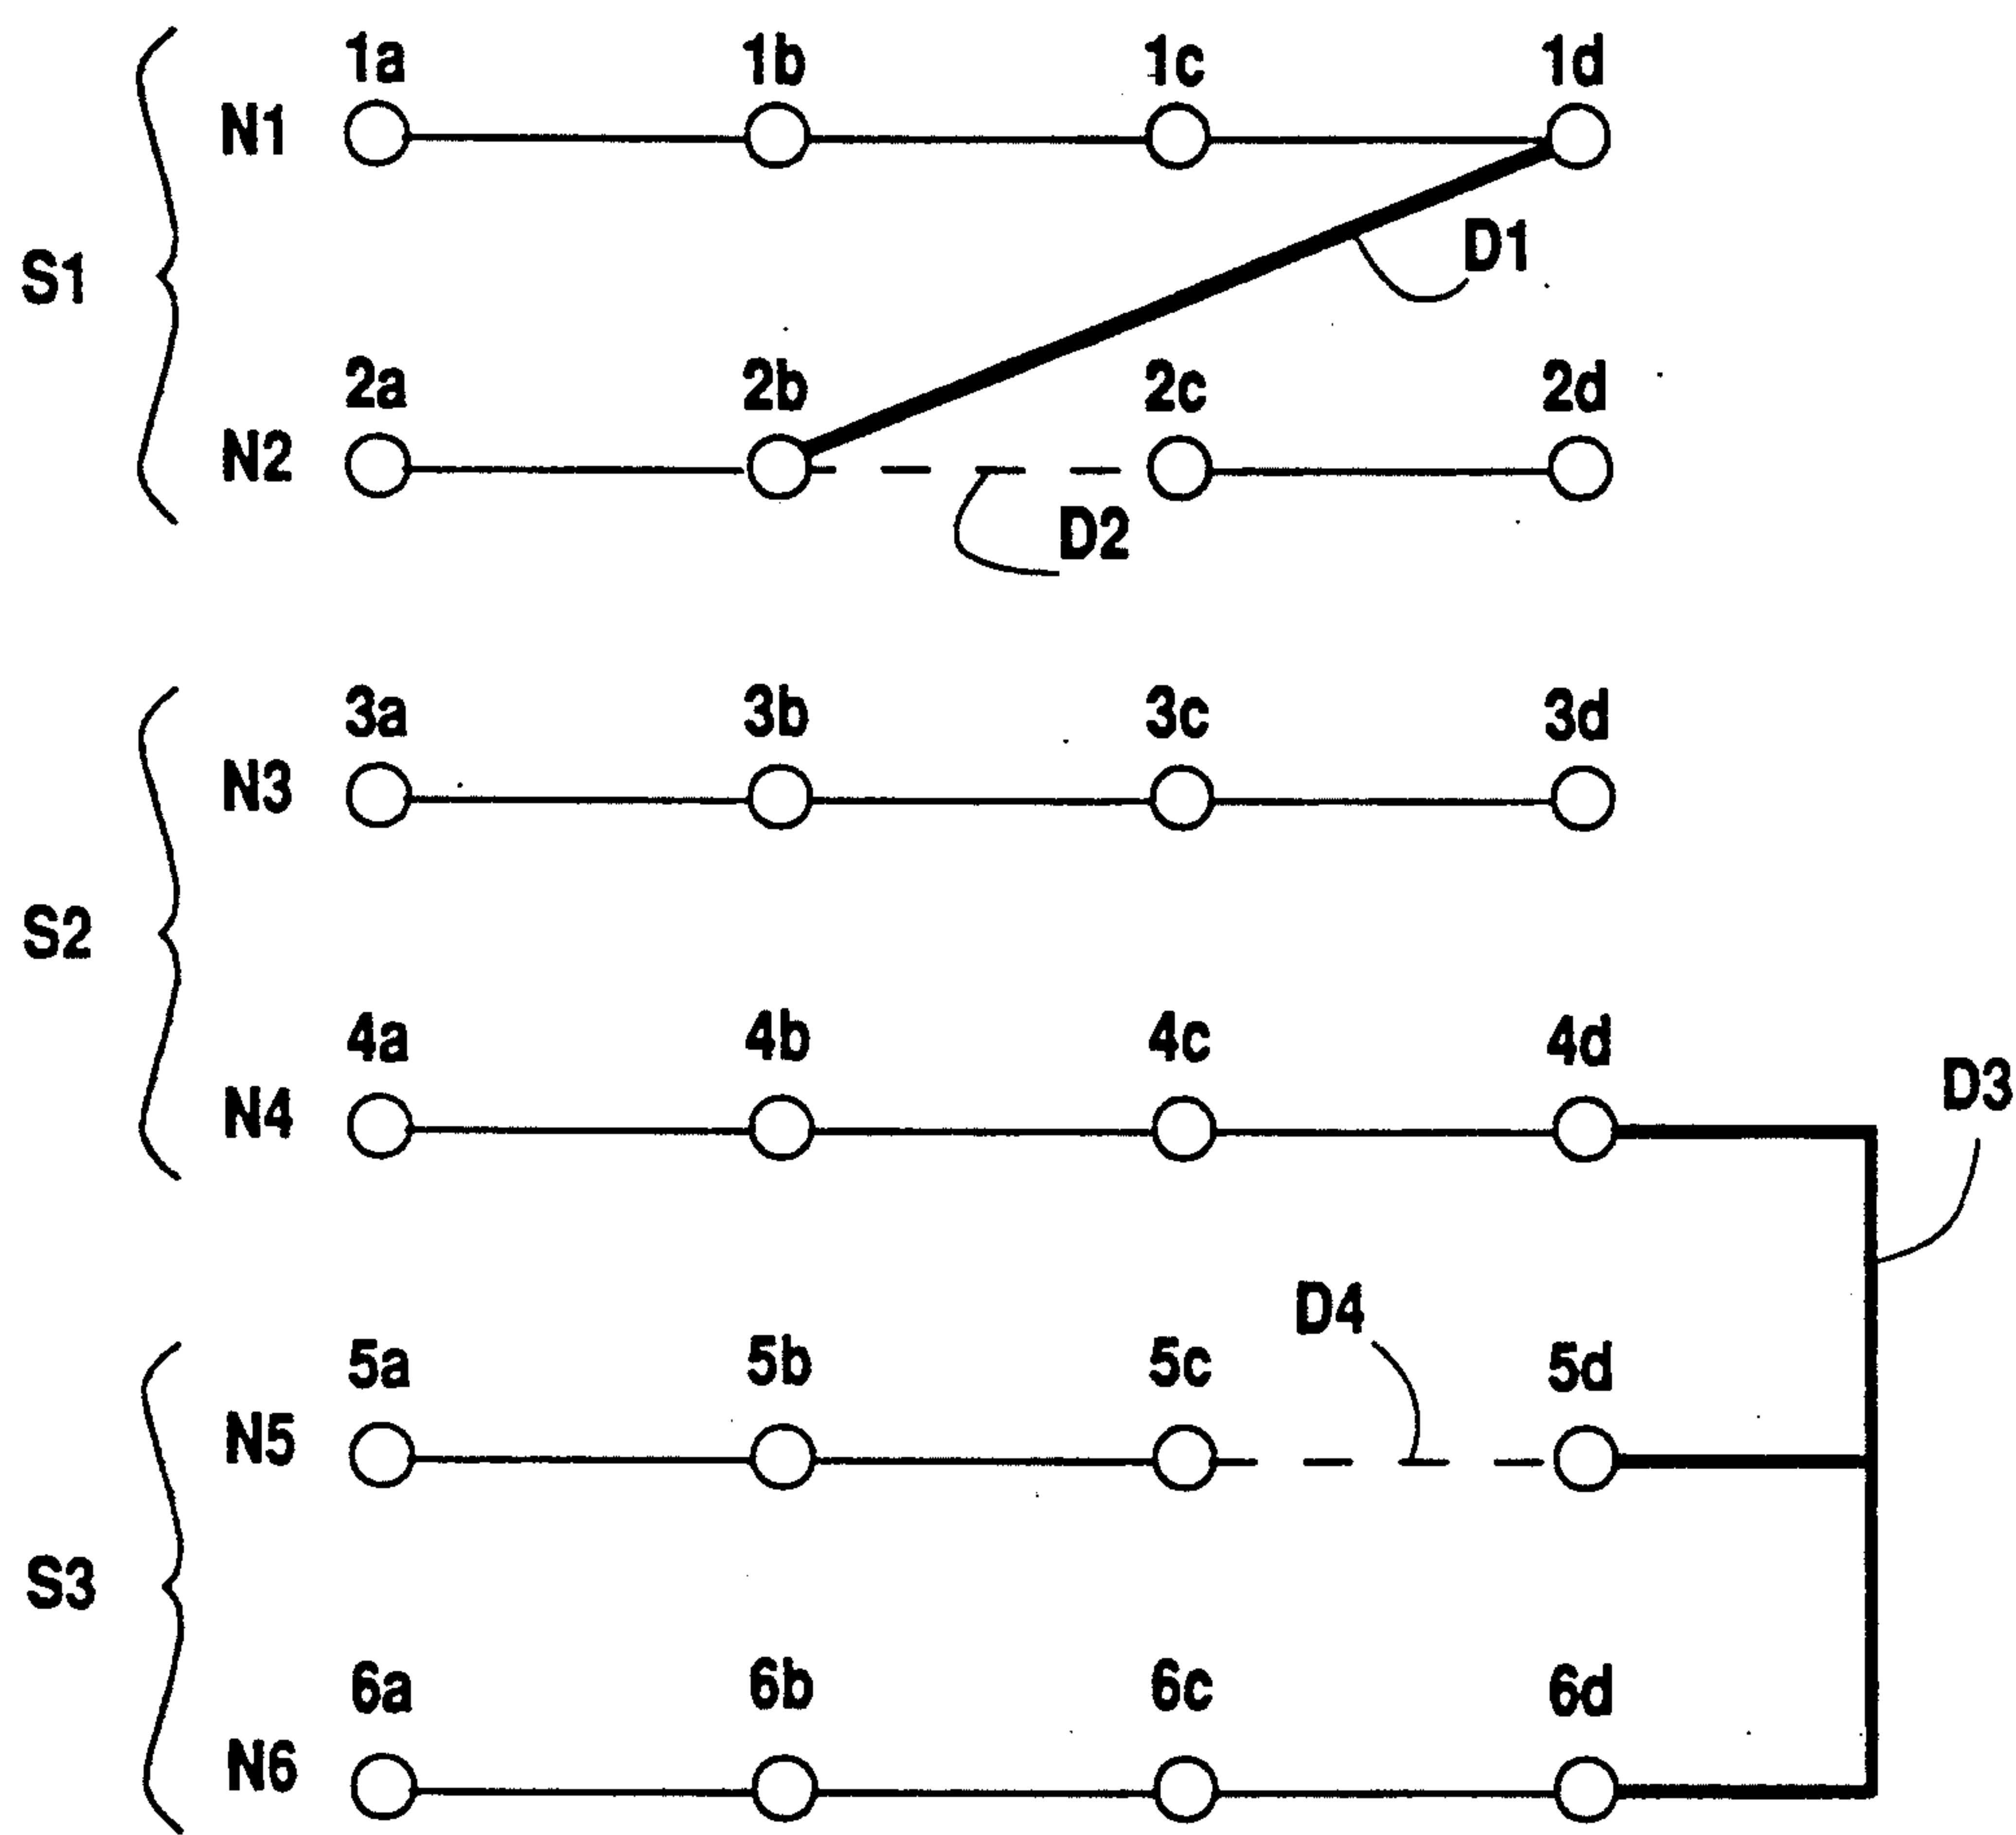 1a 1b 1c 1d
N1
D1
S1
2a 2b 2c 2d
N2
D2
3a 3b 3c 3d
N3
S2
4a 4b 4c 4d
D3
N4
D4
5a 5b 5c 5d
N5
S3
6a 6b 6c 6d
N6